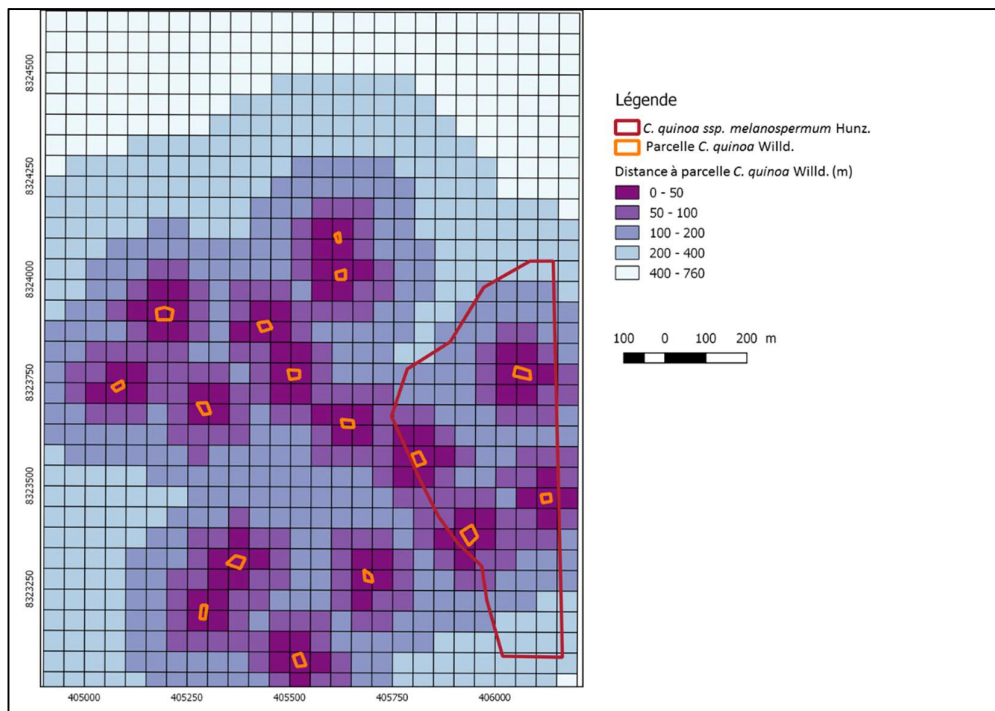 8324500
8324250
8324000
8323750
8323500
8323250
405000 405250 405500 405750 406000
Légende
C. quinoa ssp. melanospermum Hunz.
Parcelle C. quinoa Willd.
Distance à parcelle C. quinoa Willd. (m)
0 - 50
50 - 100
100 - 200
200 - 400
400 - 760
100 0 100 200 m